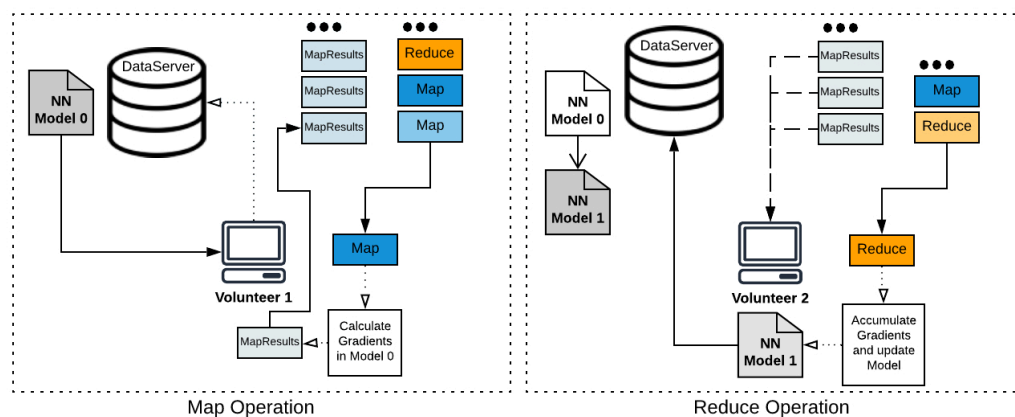 DataServer
NN
Model 0
MapResults
MapResults
MapResults
Reduce
Map
Map
Map
Volunteer 1
MapResults
Calculate
Gradients
in Model 0
Map Operation
DataServer
NN
Model 0
NN
Model 1
MapResults
MapResults
MapResults
Map
Reduce
Reduce
Volunteer 2
NN
Model 1
Accumulate
Gradients
and update
Model
Reduce Operation